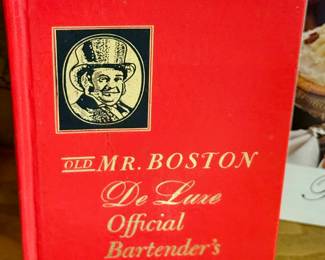 OLD MR. BOSTON
De Luxe
Official
Bartender's